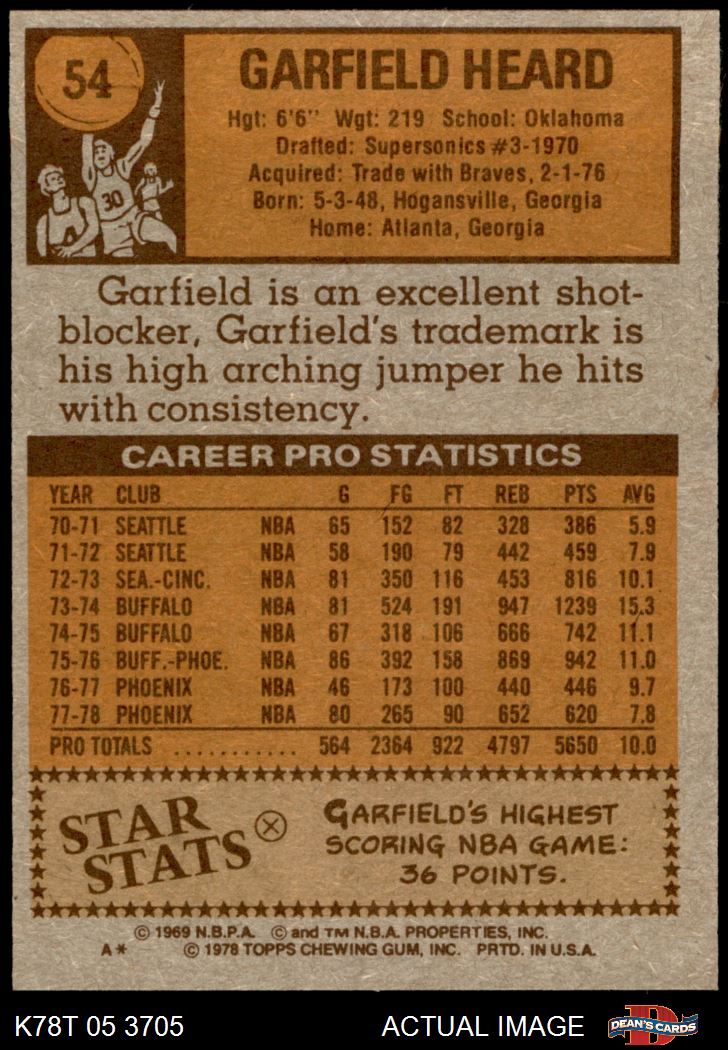 54
GARFIELD HEARD
Hgt: 6'6" Wgt: 219 School: Oklahoma
Drafted: Supersonics #3-1970
Acquired: Trade with Braves, 2-1-76
Born: 5-3-48, Hogansville, Georgia
Home: Atlanta, Georgia
30
Garfield is an excellent shot-
blocker, Garfield's trademark is
his high arching jumper he hits
with consistency.
CAREER PRO STATISTICS
YEAR CLUB G FG FT REB PTS AVG
70-71 SEATTLE NBA 65 152 82 328 386 5.9
71-72 SEATTLE NBA 58 190 79 442 459 7.9
72-73 SEA.-CINC. NBA 81 350 116 453 816 10.1
73-74 BUFFALO NBA 81 524 191 947 1239 15.3
74-75 BUFFALO NBA 67 318 106 666 742 11.1
75-76 BUFF.-PHOE. NBA 86 392 158 869 942 11.0
76-77 PHOENIX NBA 46 173 100 440 446 9.7
77-78 PHOENIX NBA 80 265 90 652 620 7.8
PRO TOTALS ........... 564 2364 922 4797 5650 10.0
STAR
STATS
GARFIELD'S HIGHEST
SCORING NBA GAME:
36 POINTS.
© 1969 N.B.P.A. © and TM N.B.A. PROPERTIES, INC.
A* © 1978 TOPPS CHEWING GUM, INC. PRTD. IN U.S.A.
K78T 05 3705 ACTUAL IMAGE D DEAN'S CARDS